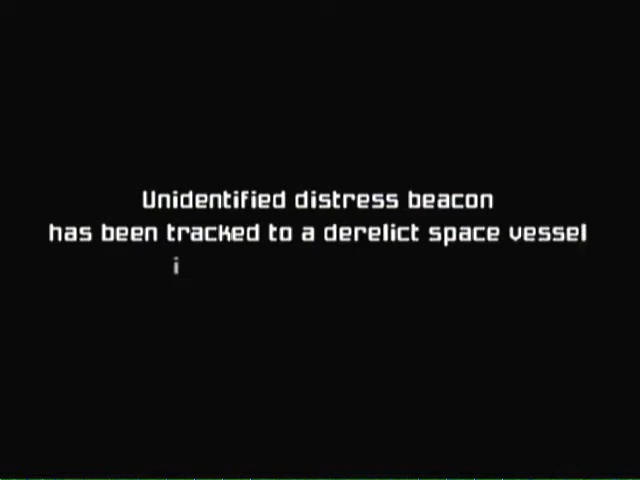 Unidentified distress beacon
has been tracked to a derelict space vessel
i